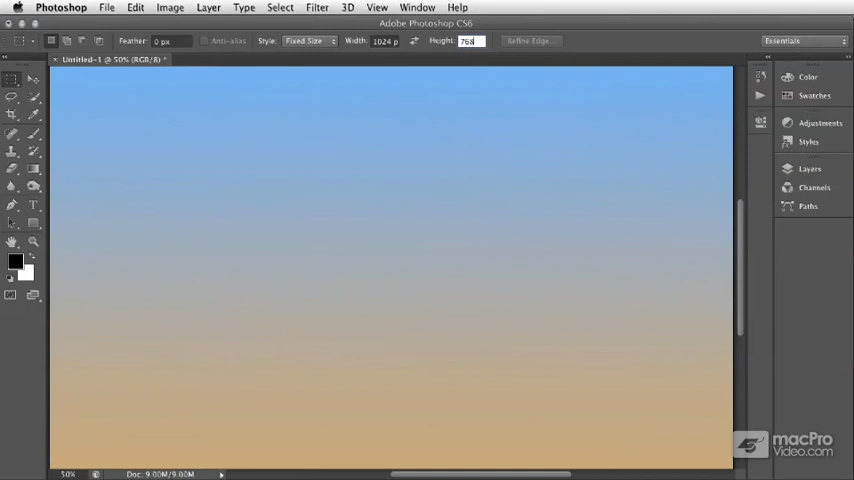 Photoshop File Edit Image Layer Type Select Filter 3D View Window Help
Adobe Photoshop CS6
Feather: 0 px Anti-alias Style: Fixed Size Width: 1024 p Height: 768 Refine Edge... Essentials
× Untitled-1 @ 50% (RGB/8) *
Color
Swatches
Adjustments
Styles
Layers
Channels
Paths
macPro
Video.com
50% Doc: 9.00M/9.00M